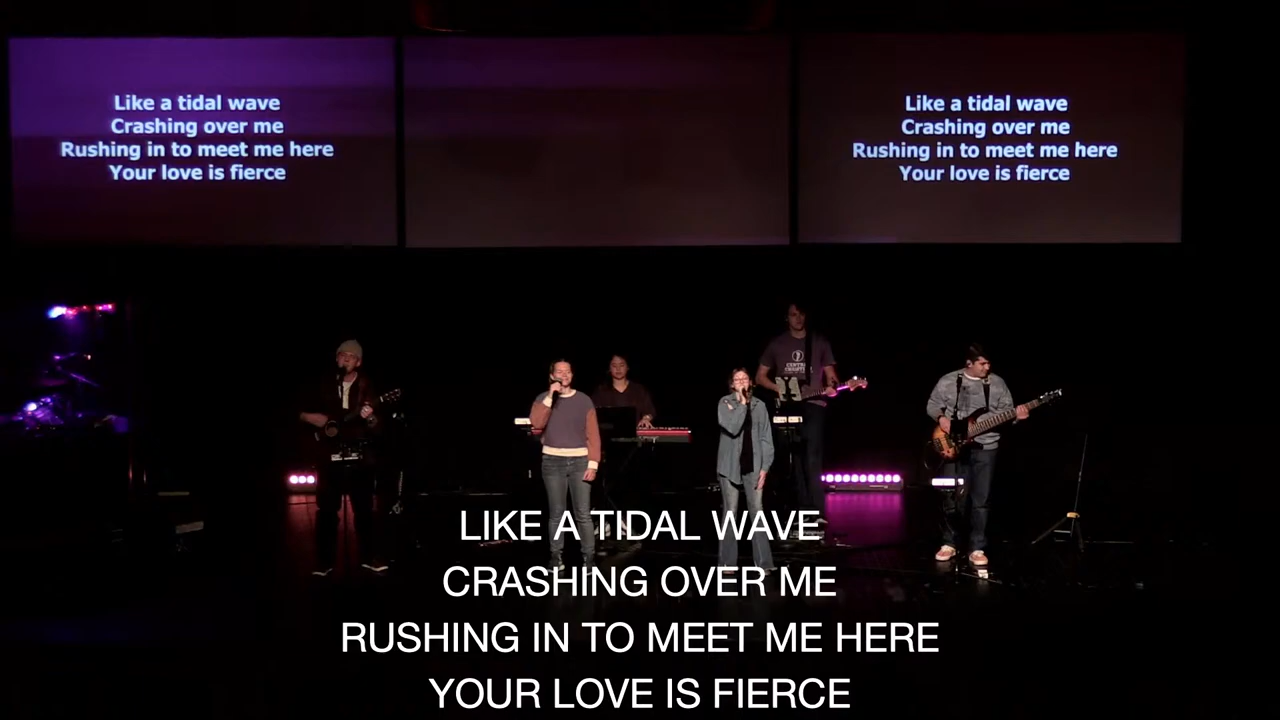 Like a tidal wave
Crashing over me
Rushing in to meet me here
Your love is fierce
Like a tidal wave
Crashing over me
Rushing in to meet me here
Your love is fierce
LIKE A TIDAL WAVE
CRASHING OVER ME
RUSHING IN TO MEET ME HERE
YOUR LOVE IS FIERCE